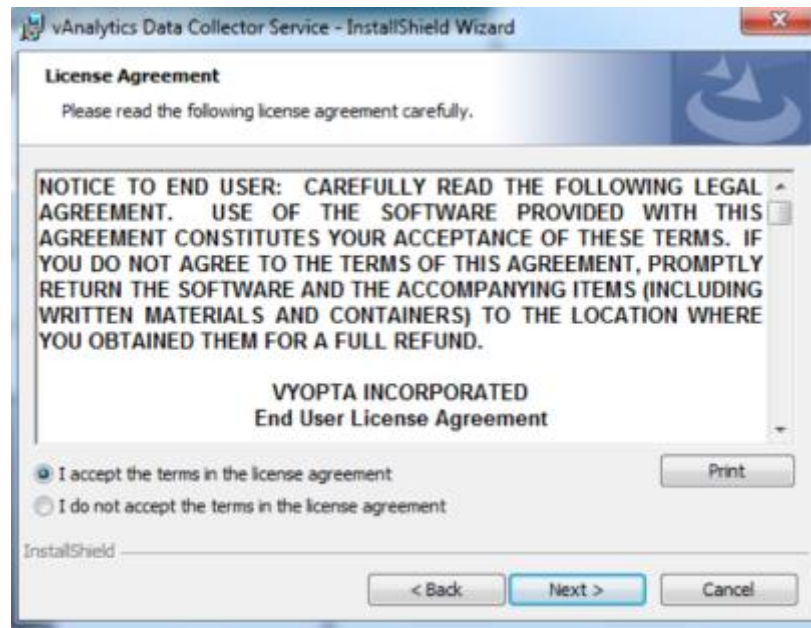 vAnalytics Data Collector Service - InstallShield Wizard
License Agreement
Please read the following license agreement carefully.
NOTICE TO END USER: CAREFULLY READ THE FOLLOWING LEGAL
AGREEMENT. USE OF THE SOFTWARE PROVIDED WITH THIS
AGREEMENT CONSTITUTES YOUR ACCEPTANCE OF THESE TERMS. IF
YOU DO NOT AGREE TO THE TERMS OF THIS AGREEMENT, PROMPTLY
RETURN THE SOFTWARE AND THE ACCOMPANYING ITEMS (INCLUDING
WRITTEN MATERIALS AND CONTAINERS) TO THE LOCATION WHERE
YOU OBTAINED THEM FOR A FULL REFUND.
VYOPTA INCORPORATED
End User License Agreement
I accept the terms in the license agreement
Print
I do not accept the terms in the license agreement
InstallShield
< Back
Next >
Cancel